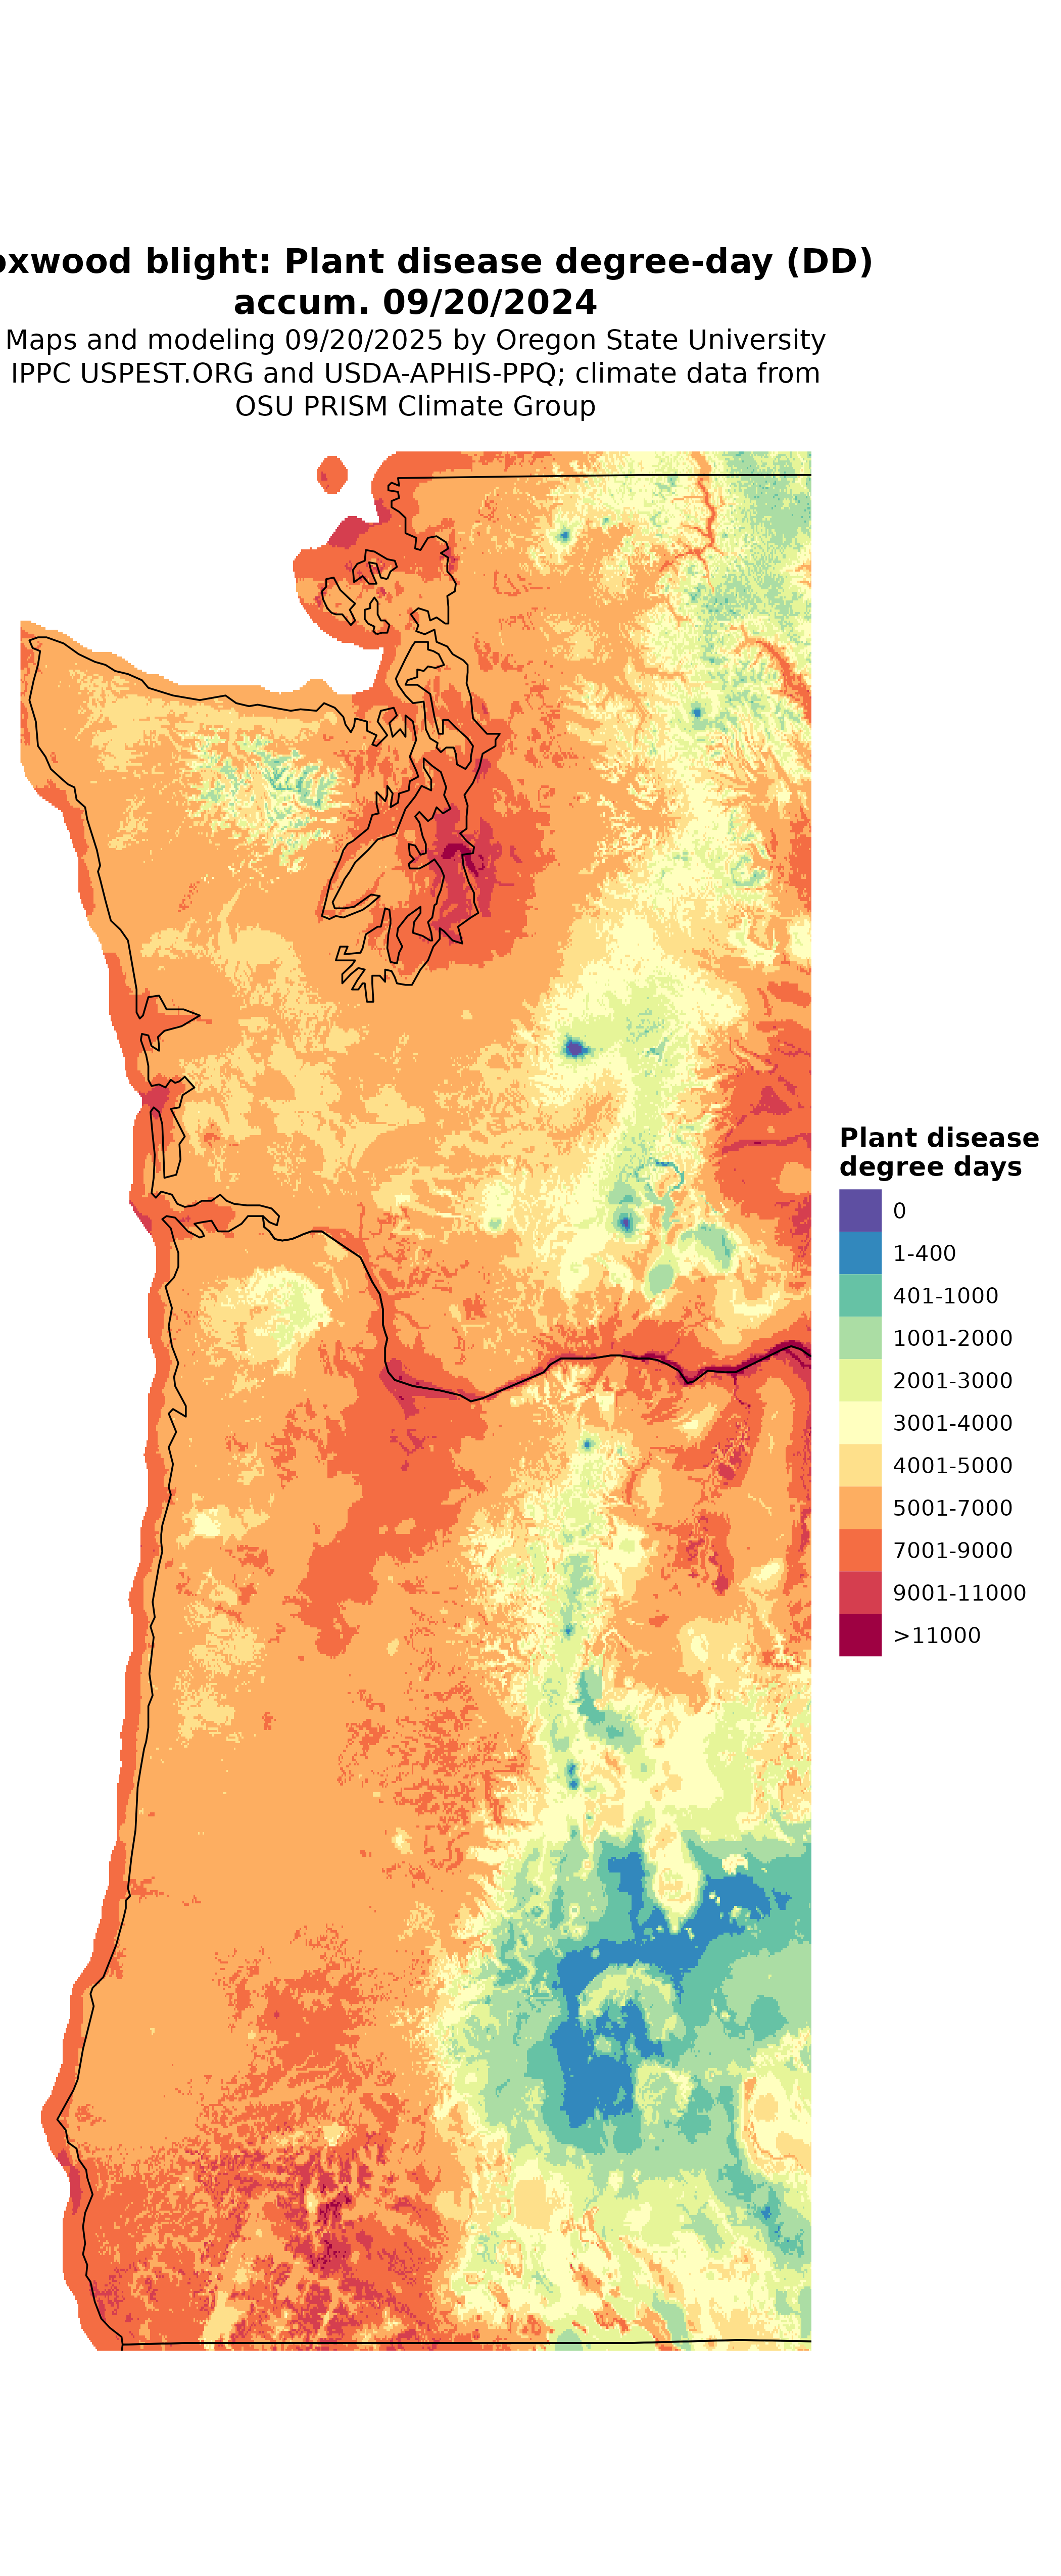 oxwood blight: Plant disease degree-day (DD)
accum. 09/20/2024
Maps and modeling 09/20/2025 by Oregon State University
IPPC USPEST.ORG and USDA-APHIS-PPQ; climate data from
OSU PRISM Climate Group
Plant disease
degree days
0
1-400
401-1000
1001-2000
2001-3000
3001-4000
4001-5000
5001-7000
7001-9000
9001-11000
>11000